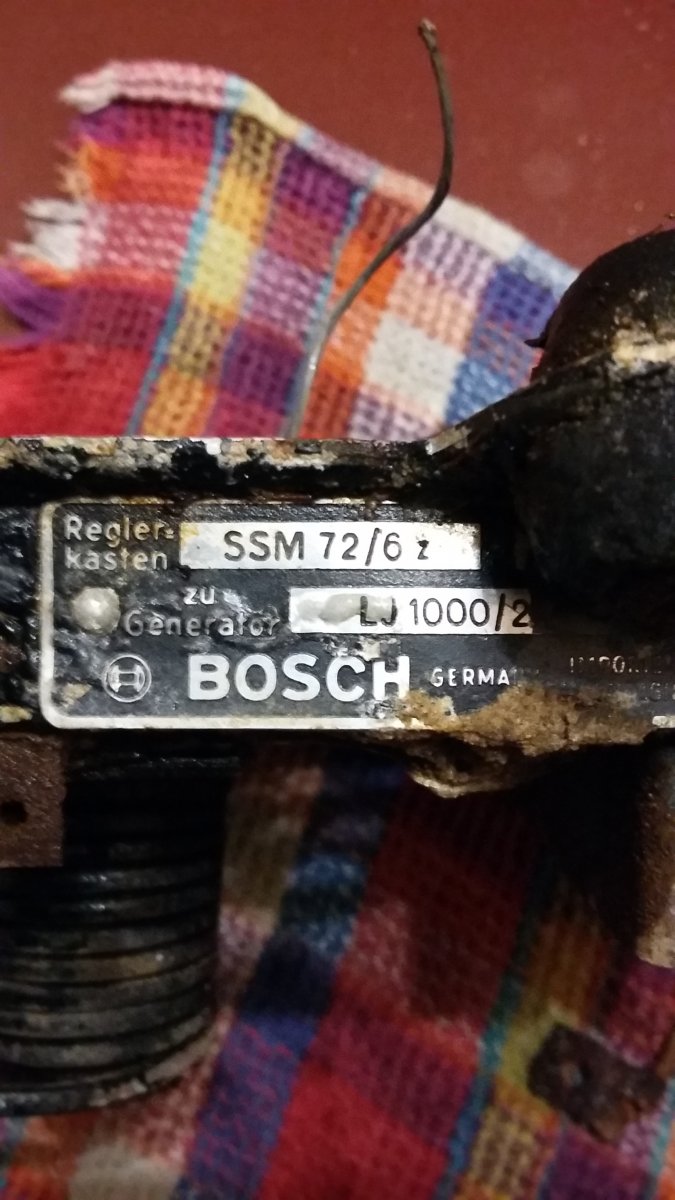 Regler=
kasten
SSM 72/6 z
zu
Generator
LJ 1000/2
BOSCH